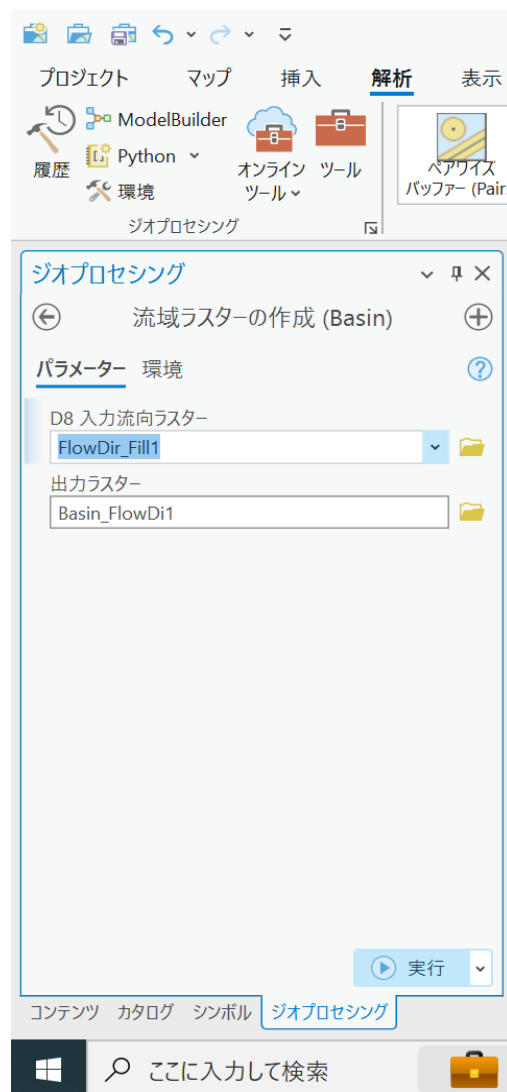 プロジェクト マップ 挿入 解析 表示
履歴
ModelBuilder
Python
環境
オンライン
ツール
ツール
ペアワイズ
バッファー (Pair
ジオプロセシング
ジオプロセシング
流域ラスターの作成 (Basin)
パラメーター 環境
D8 入力流向ラスター
FlowDir_Fill1
出力ラスター
Basin_FlowDi1
実行
コンテンツ カタログ シンボル ジオプロセシング
ここに入力して検索